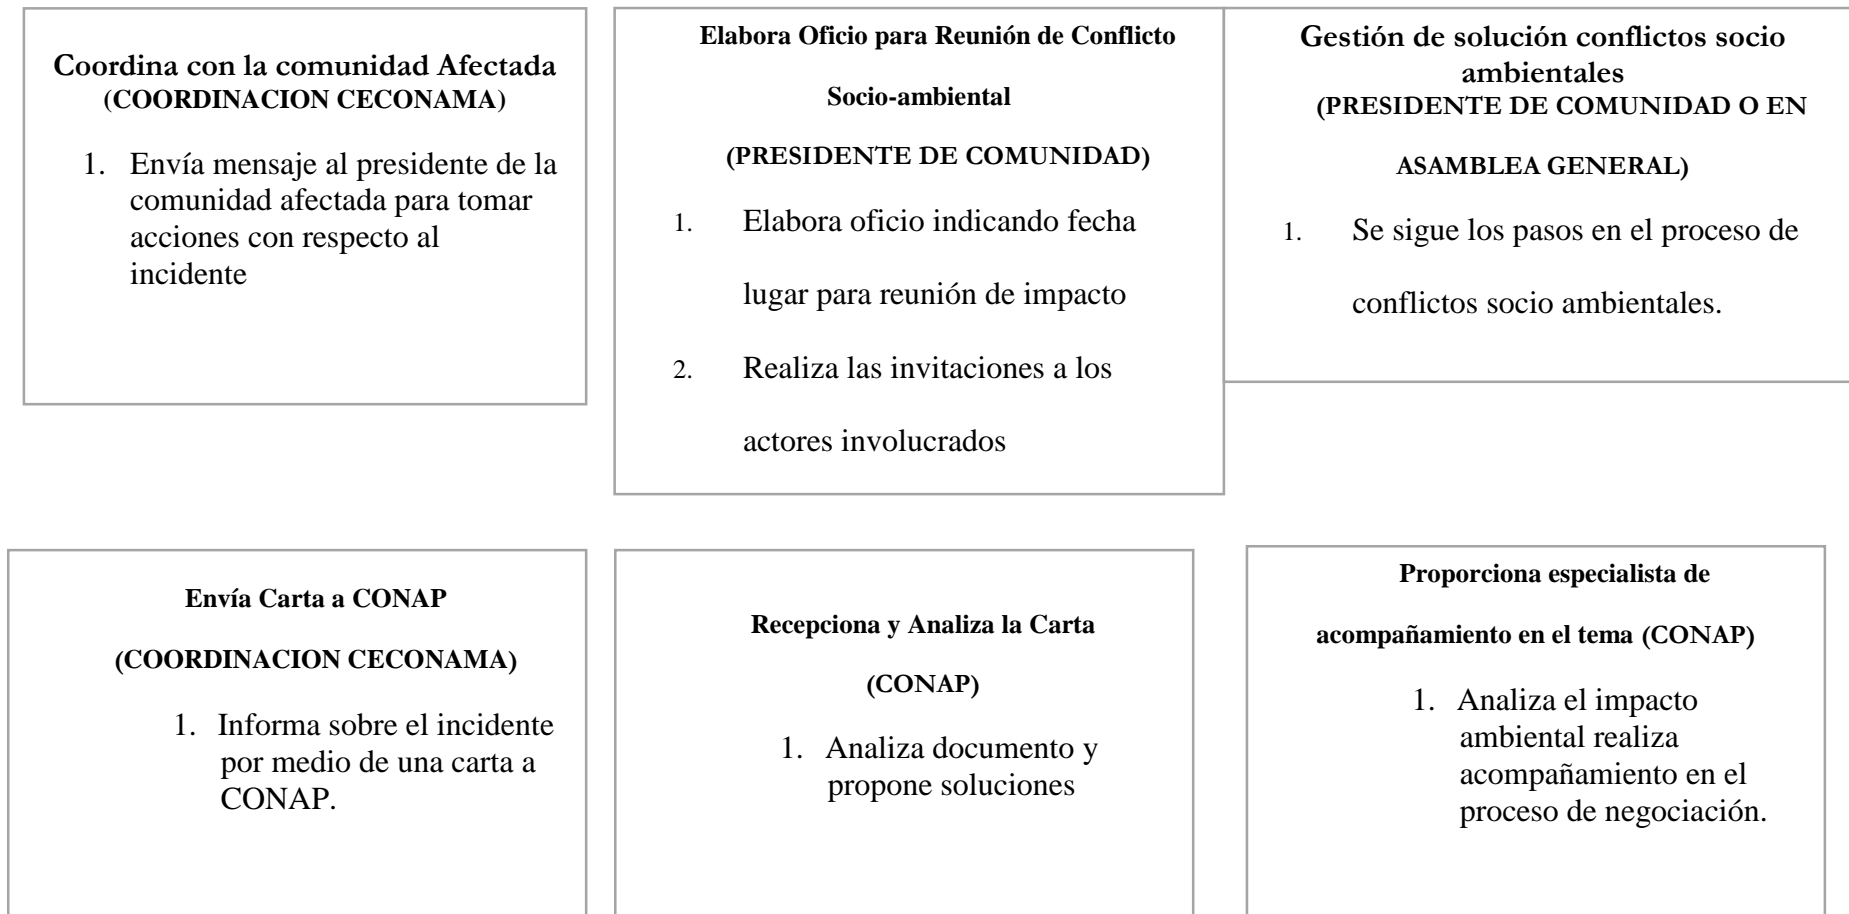 Coordina con la comunidad Afectada
(COORDINACION CECONAMA)
1. Envía mensaje al presidente de la
comunidad afectada para tomar
acciones con respecto al
incidente
Elabora Oficio para Reunión de Conflicto
Socio-ambiental
(PRESIDENTE DE COMUNIDAD)
1. Elabora oficio indicando fecha
lugar para reunión de impacto
2. Realiza las invitaciones a los
actores involucrados
Gestión de solución conflictos socio
ambientales
(PRESIDENTE DE COMUNIDAD O EN
ASAMBLEA GENERAL)
1. Se sigue los pasos en el proceso de
conflictos socio ambientales.
Envía Carta a CONAP
(COORDINACION CECONAMA)
1. Informa sobre el incidente
por medio de una carta a
CONAP.
Recepciona y Analiza la Carta
(CONAP)
1. Analiza documento y
propone soluciones
Proporciona especialista de
acompañamiento en el tema (CONAP)
1. Analiza el impacto
ambiental realiza
acompañamiento en el
proceso de negociación.